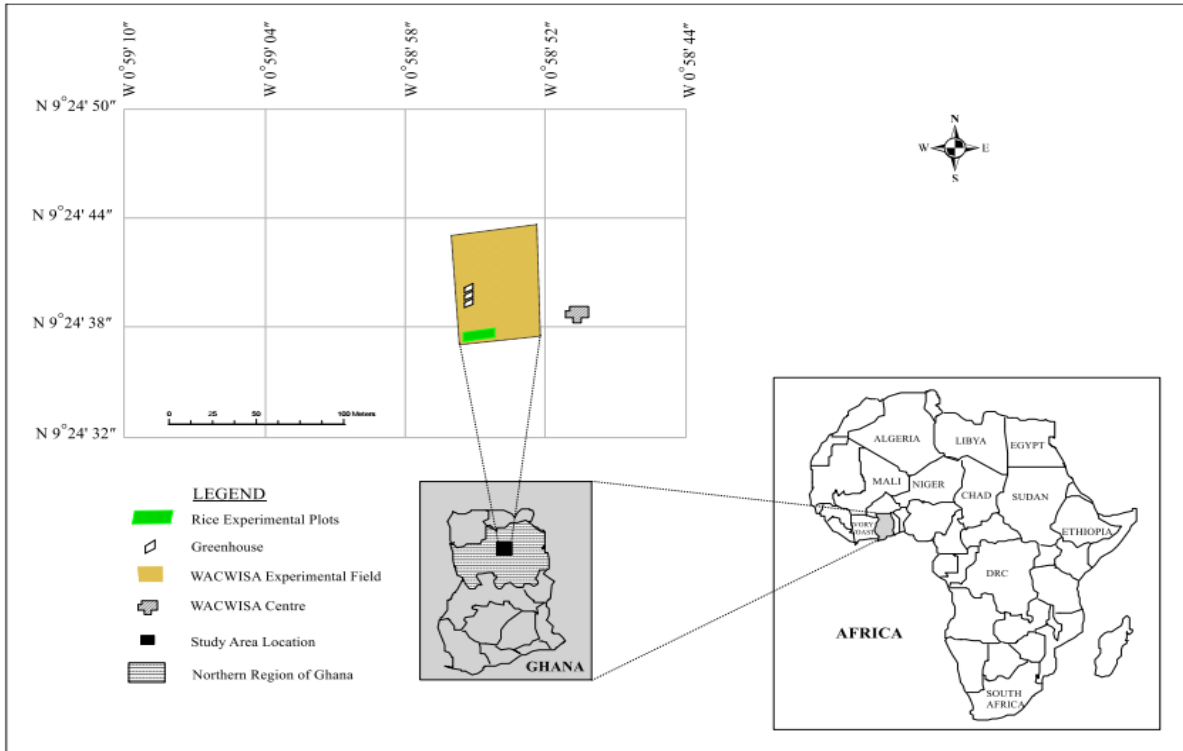 W 0°59' 10"
W 0°59' 04"
W 0°58' 58"
W 0°58' 52"
W 0°58' 44"
N 9°24' 50"
N 9°24' 44"
N 9°24' 38"
N 9°24' 32"
N
W E
S
0 25 50 100 Meters
LEGEND
Rice Experimental Plots
Greenhouse
WACWISA Experimental Field
WACWISA Centre
Study Area Location
Northern Region of Ghana
GHANA
ALGERIA
LIBYA
EGYPT
MALI
NIGER
CHAD
SUDAN
IVORY
COAST
ETHIOPIA
DRC
AFRICA
SOUTH
AFRICA